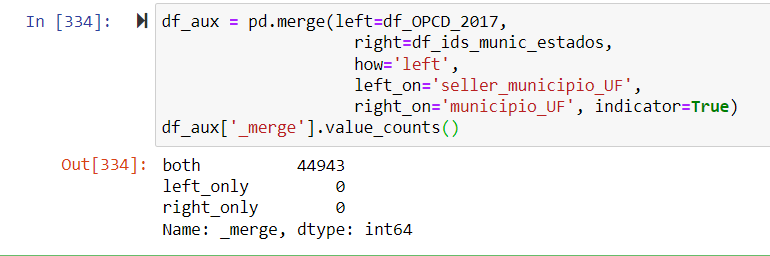 In [334]: df_aux = pd.merge(left=df_OPCD_2017,
right=df_ids_munic_estados,
how='left',
left_on='seller_municipio_UF',
right_on='municipio_UF', indicator=True)
df_aux['_merge'].value_counts()
Out[334]: both 44943
left_only 0
right_only 0
Name: _merge, dtype: int64